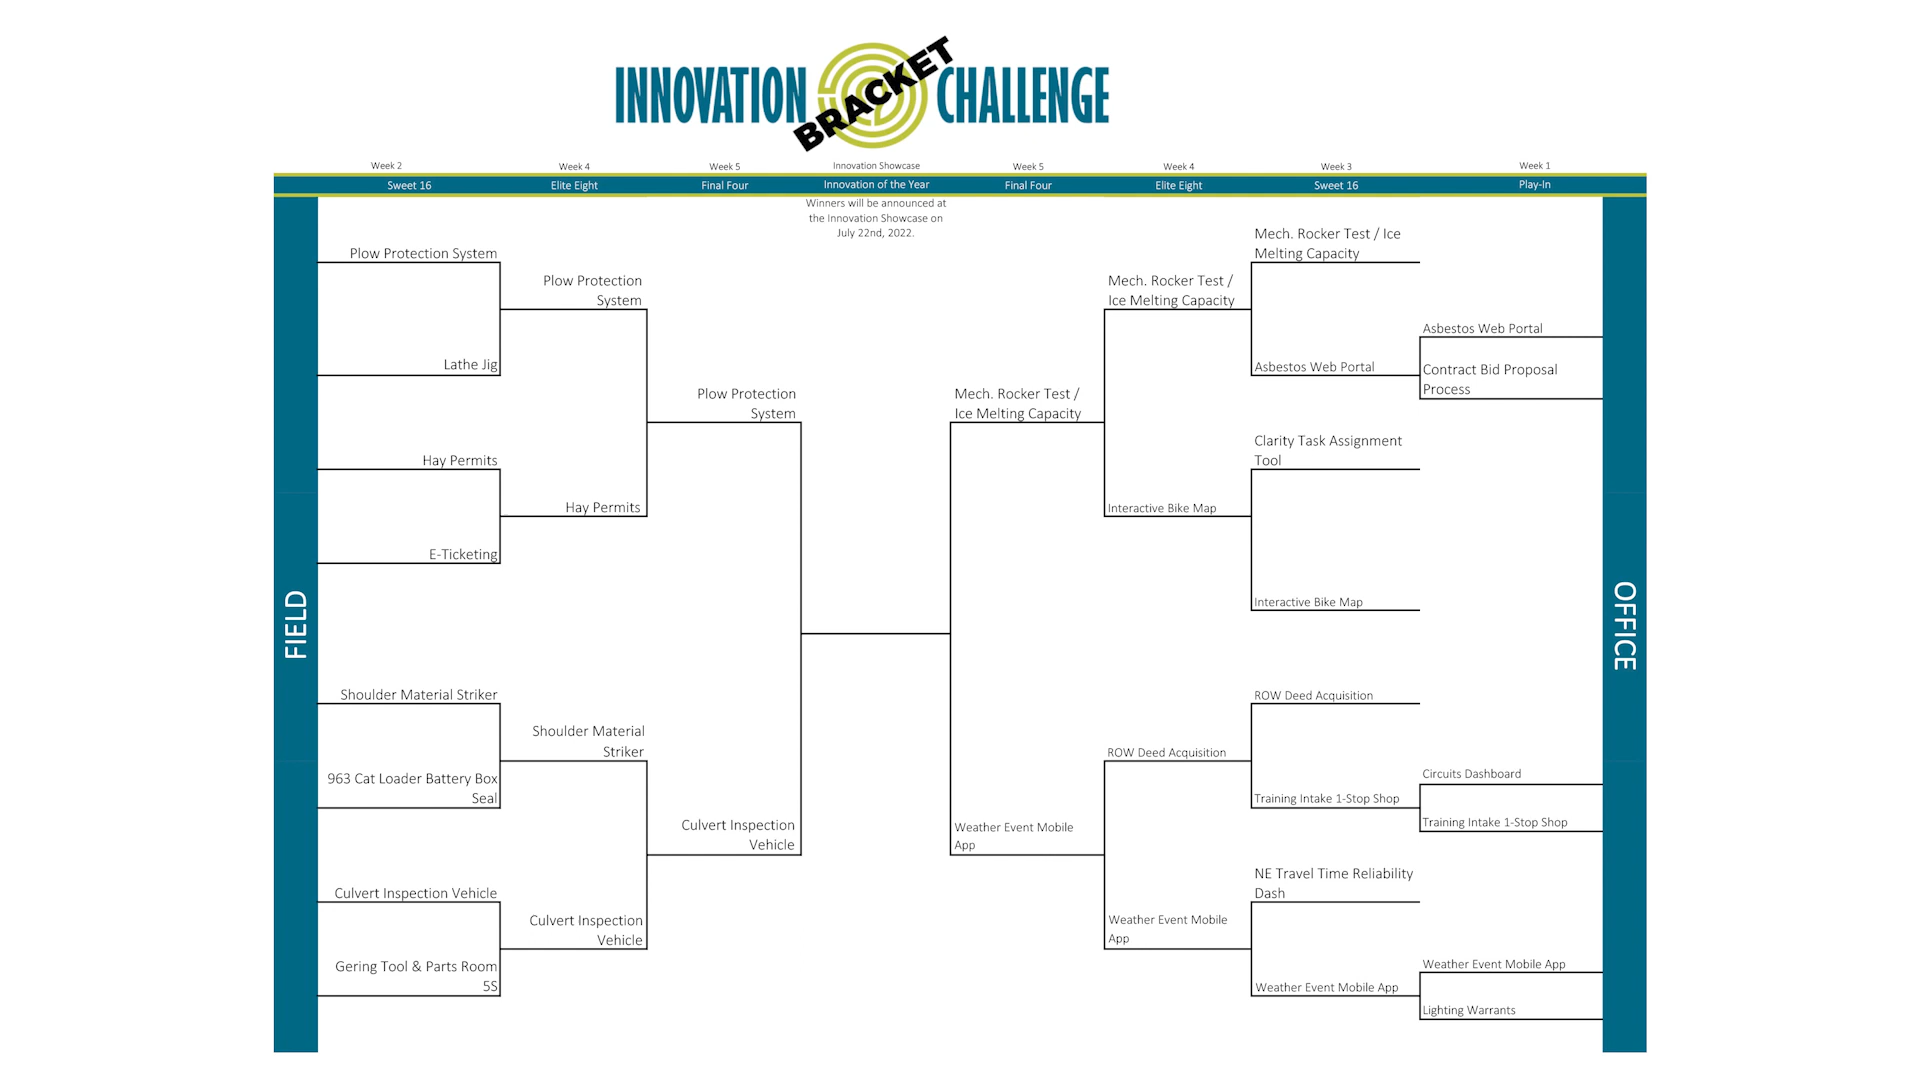 INNOVATION BRACKET CHALLENGE
Week 2
Week 4
Week 5
Innovation Showcase
Week 5
Week 4
Week 3
Week 1
Sweet 16
Elite Eight
Final Four
Innovation of the Year
Final Four
Elite Eight
Sweet 16
Play-In
Winners will be announced at
the Innovation Showcase on
July 22nd, 2022.
FIELD
Plow Protection System
Lathe Jig
Hay Permits
E-Ticketing
Shoulder Material Striker
963 Cat Loader Battery Box
Seal
Culvert Inspection Vehicle
Gering Tool & Parts Room
5S
Plow Protection
System
Hay Permits
Shoulder Material
Striker
Culvert Inspection
Vehicle
Plow Protection
System
Culvert Inspection
Vehicle
Mech. Rocker Test /
Ice Melting Capacity
Weather Event Mobile
App
Mech. Rocker Test /
Ice Melting Capacity
Interactive Bike Map
ROW Deed Acquisition
Weather Event Mobile
App
Mech. Rocker Test / Ice
Melting Capacity
Asbestos Web Portal
Clarity Task Assignment
Tool
Interactive Bike Map
ROW Deed Acquisition
Training Intake 1-Stop Shop
NE Travel Time Reliability
Dash
Weather Event Mobile App
Asbestos Web Portal
Contract Bid Proposal
Process
Circuits Dashboard
Training Intake 1-Stop Shop
Weather Event Mobile App
Lighting Warrants
OFFICE